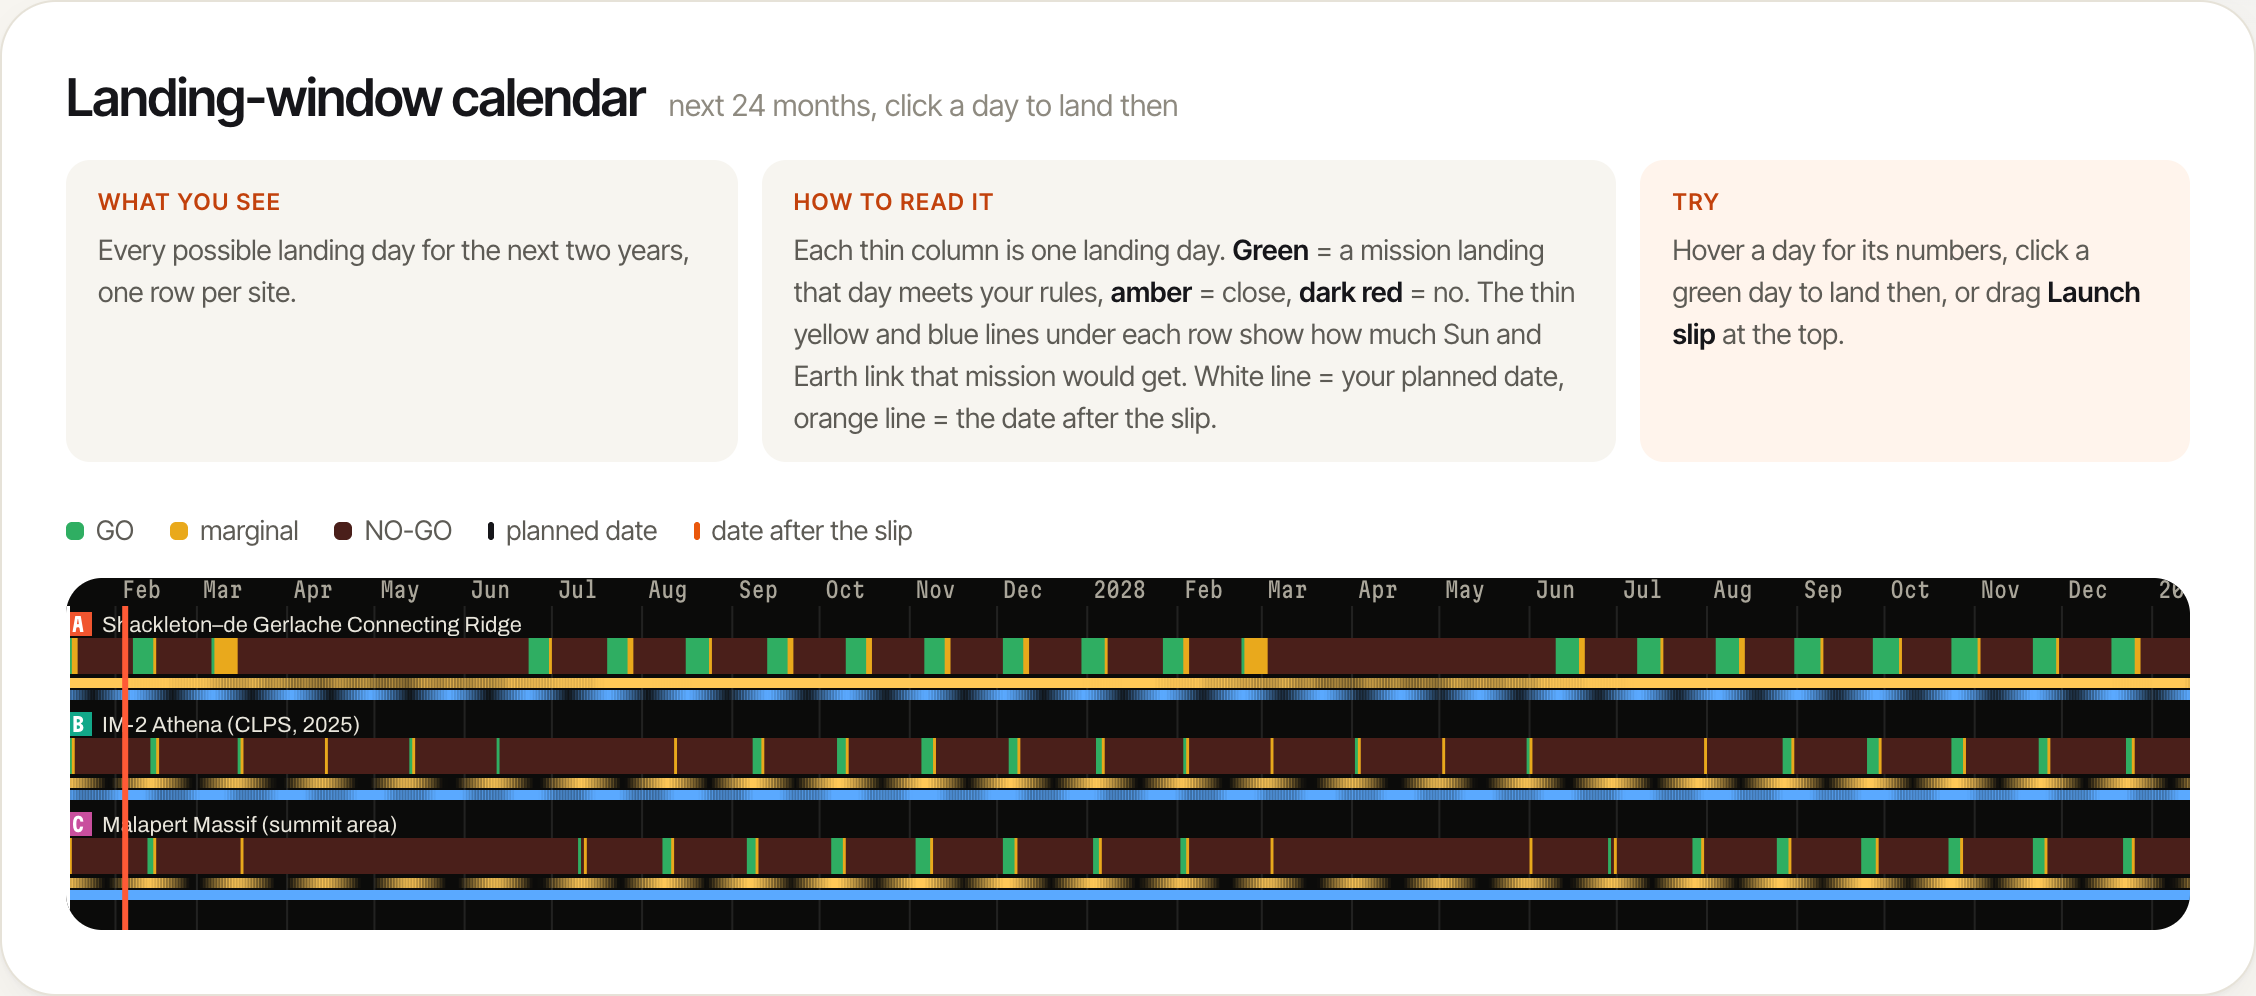 Landing-window calendar next 24 months, click a day to land then
WHAT YOU SEE
Every possible landing day for the next two years,
one row per site.
HOW TO READ IT
Each thin column is one landing day. Green = a mission landing
that day meets your rules, amber = close, dark red = no. The thin
yellow and blue lines under each row show how much Sun and
Earth link that mission would get. White line = your planned date,
orange line = the date after the slip.
TRY
Hover a day for its numbers, click a
green day to land then, or drag Launch
slip at the top.
GO marginal NO-GO planned date date after the slip
Feb Mar Apr May Jun Jul Aug Sep Oct Nov Dec 2028 Feb Mar Apr May Jun Jul Aug Sep Oct Nov Dec 20
A Shackleton–de Gerlache Connecting Ridge
B IM-2 Athena (CLPS, 2025)
C Malapert Massif (summit area)